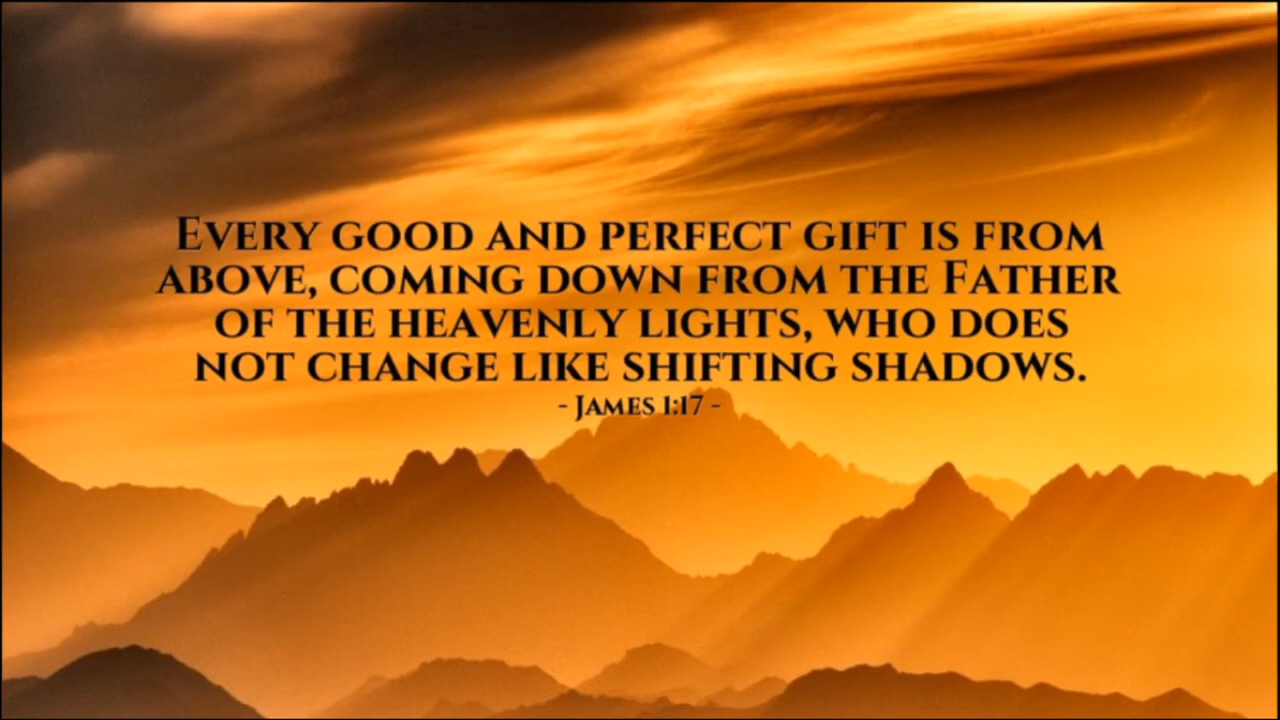 Every good and perfect gift is from
above, coming down from the Father
of the heavenly lights, who does
not change like shifting shadows.
- James 1:17 -